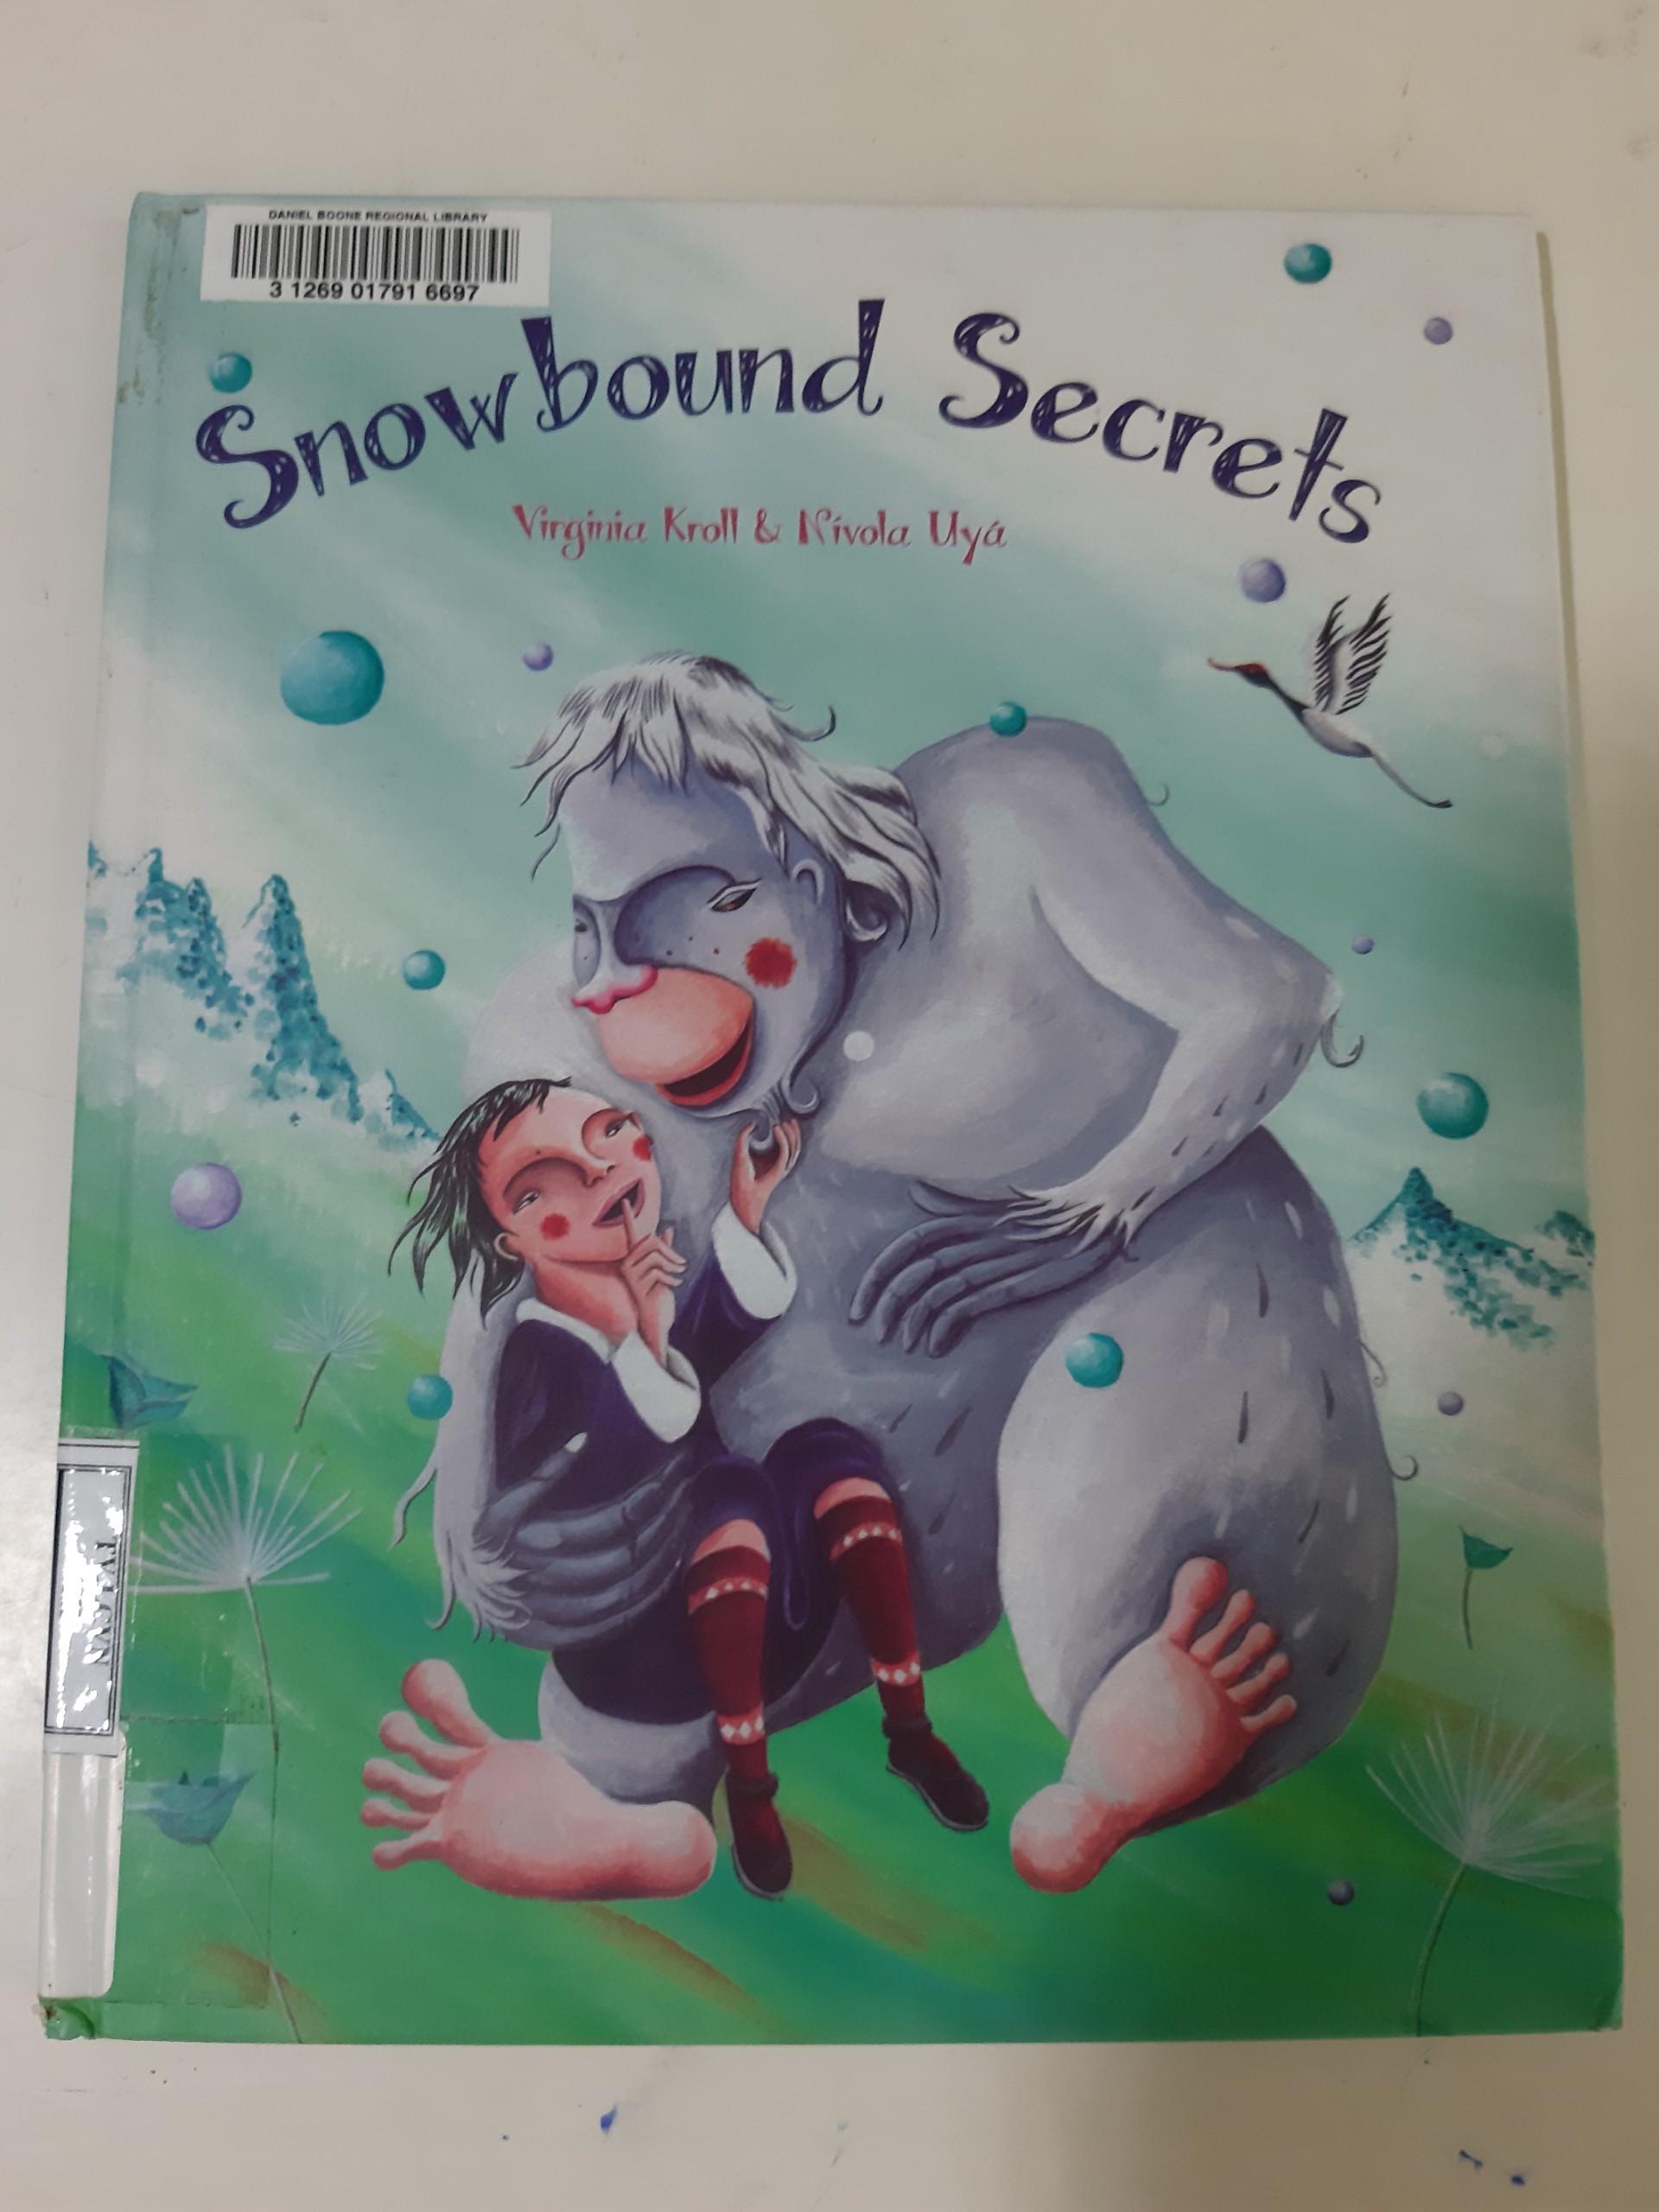 DANIEL BOONE REGIONAL LIBRARY
3 1269 01791 6697
Snowbound Secrets
Virginia Kroll & Nívola Uyá